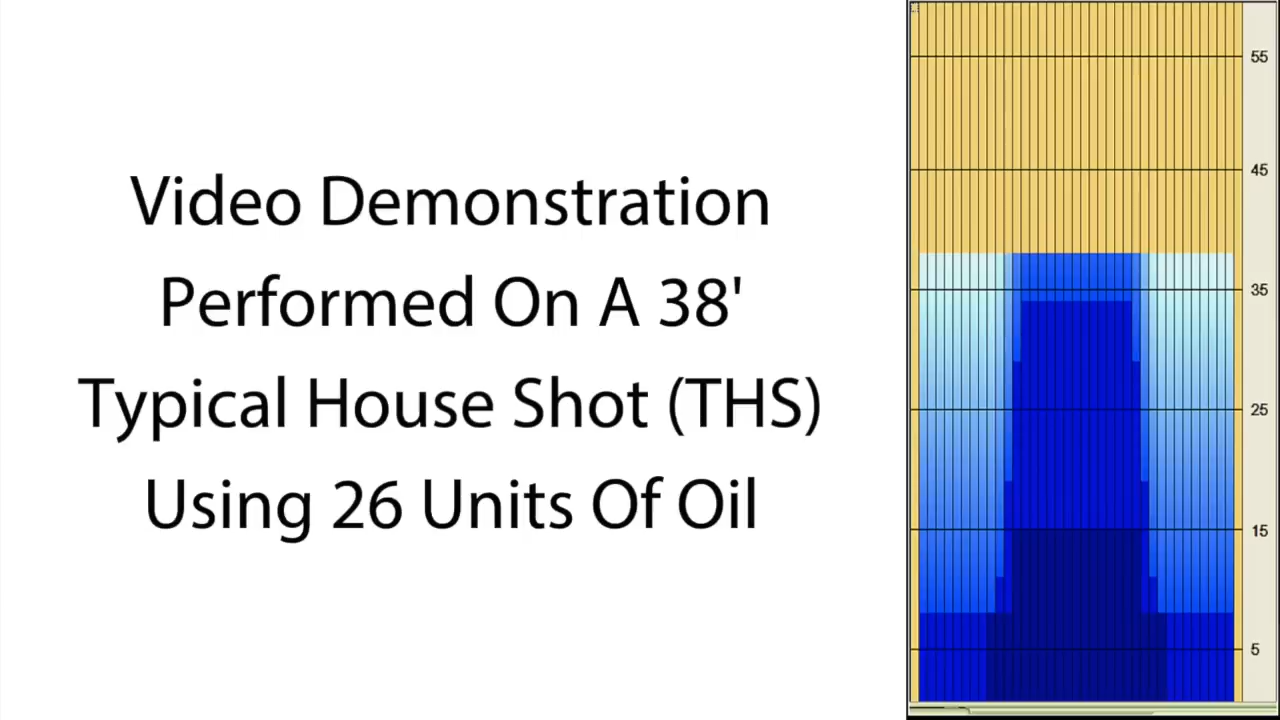 Video Demonstration
Performed On A 38'
Typical House Shot (THS)
Using 26 Units Of Oil
55
45
35
25
15
5